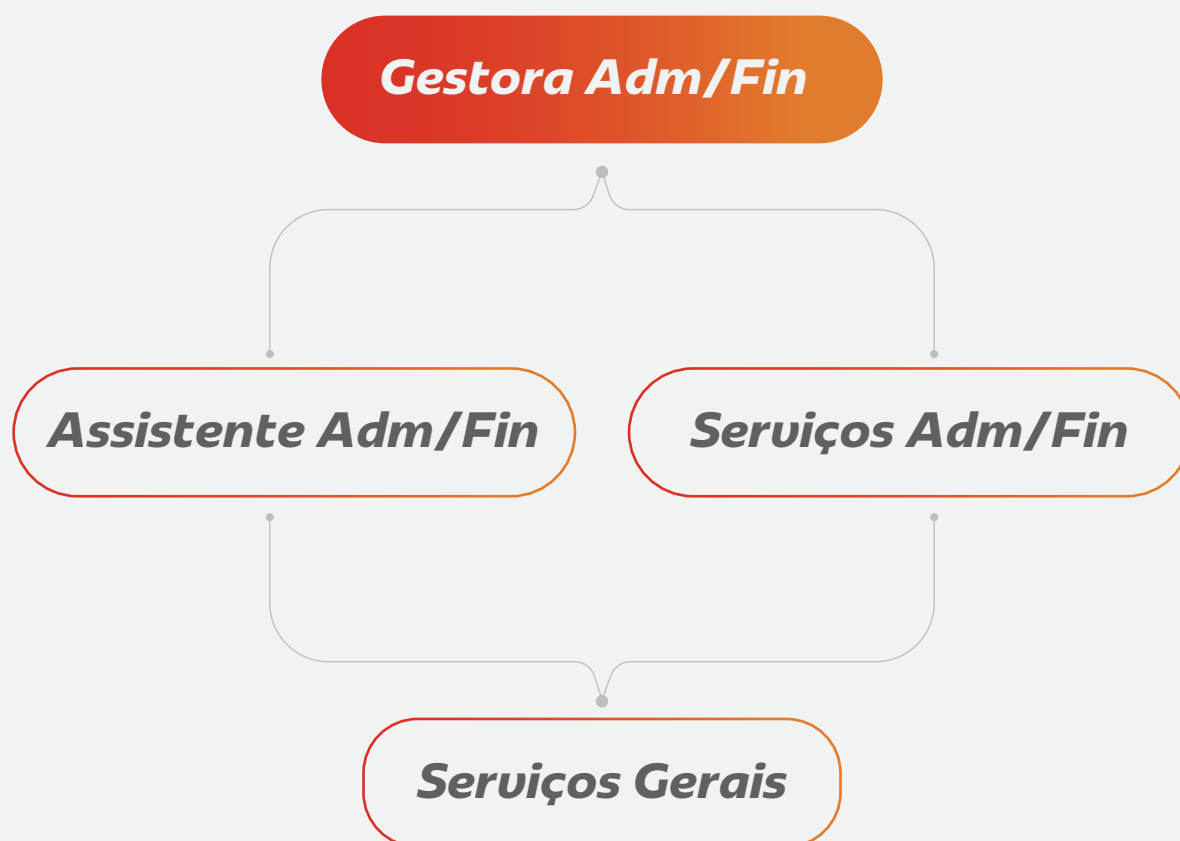 Gestora Adm/Fin
Assistente Adm/Fin
Serviços Adm/Fin
Serviços Gerais